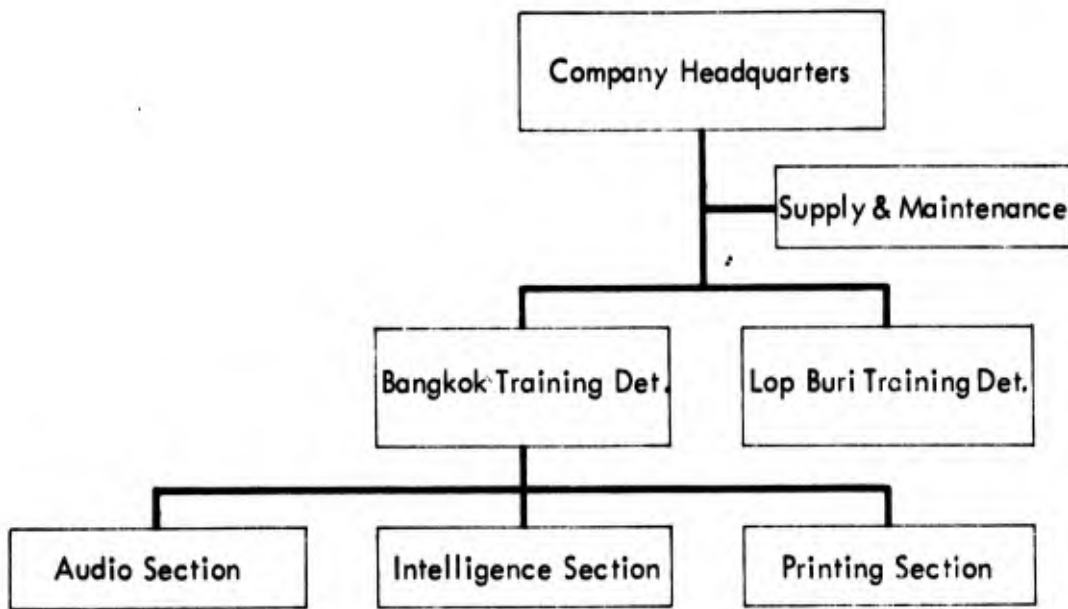 Company Headquarters
Supply & Maintenance
Bangkok Training Det.
Lop Buri Training Det.
Audio Section
Intelligence Section
Printing Section